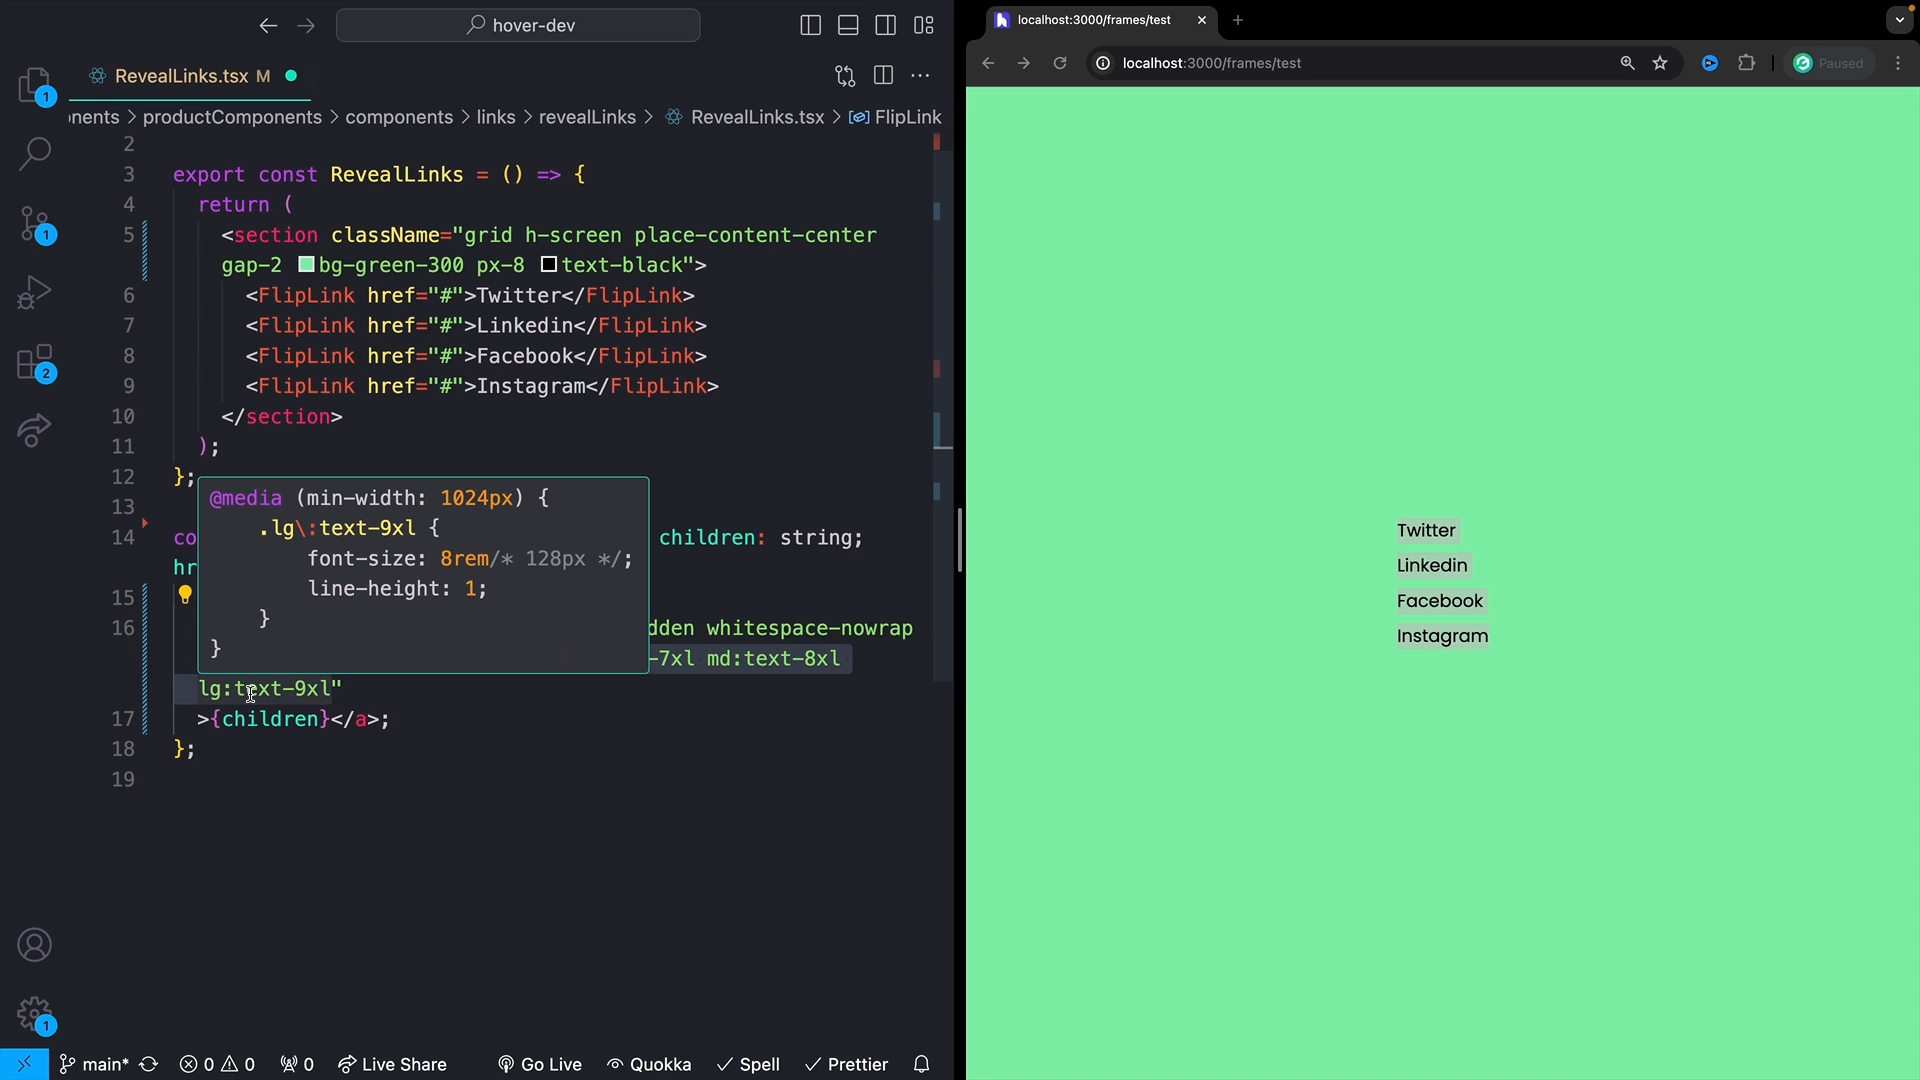 hover-dev
RevealLinks.tsx M
nents > productComponents > components > links > revealLinks > RevealLinks.tsx > FlipLink
2
3 export const RevealLinks = () => {
4 return (
5 <section className="grid h-screen place-content-center
gap-2 bg-green-300 px-8 text-black">
6 <FlipLink href="#">Twitter</FlipLink>
7 <FlipLink href="#">Linkedin</FlipLink>
8 <FlipLink href="#">Facebook</FlipLink>
9 <FlipLink href="#">Instagram</FlipLink>
10 </section>
11 );
12 };
13
@media (min-width: 1024px) {
.lg\:text-9xl {
font-size: 8rem/* 128px */;
line-height: 1;
}
}
14 co children: string;
hr
15
16 dden whitespace-nowrap
-7xl md:text-8xl
lg:text-9xl"
17 >{children}</a>;
18 };
19
1
1
2
1
main* 0 0 0 Live Share Go Live Quokka Spell Prettier
localhost:3000/frames/test
localhost:3000/frames/test
Paused
Twitter
Linkedin
Facebook
Instagram